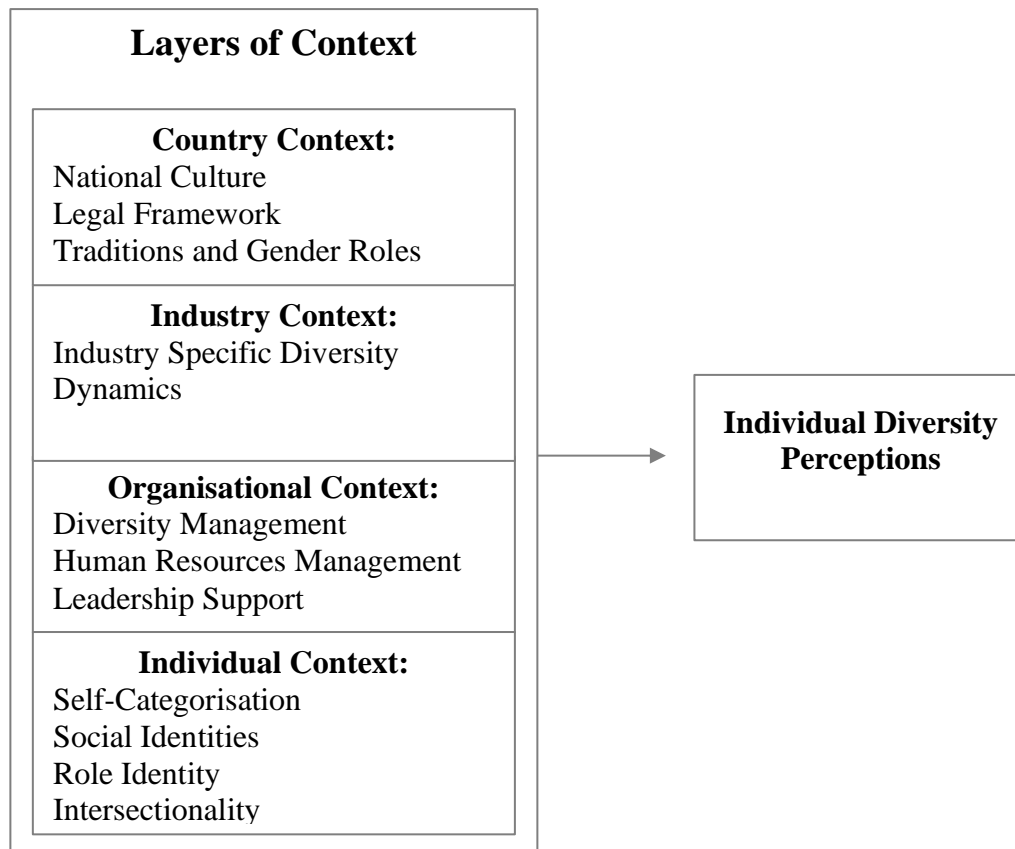 Layers of Context
Country Context:
National Culture
Legal Framework
Traditions and Gender Roles
Industry Context:
Industry Specific Diversity
Dynamics
Organisational Context:
Diversity Management
Human Resources Management
Leadership Support
Individual Context:
Self-Categorisation
Social Identities
Role Identity
Intersectionality
Individual Diversity
Perceptions